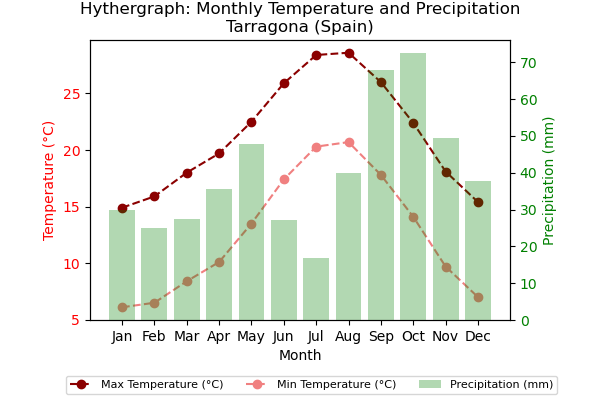 Hythergraph: Monthly Temperature and Precipitation
Tarragona (Spain)
Temperature (°C)
25
20
15
10
5
70
60
50
40
30
20
10
0
Precipitation (mm)
Jan Feb Mar Apr May Jun Jul Aug Sep Oct Nov Dec
Month
Max Temperature (°C) Min Temperature (°C) Precipitation (mm)